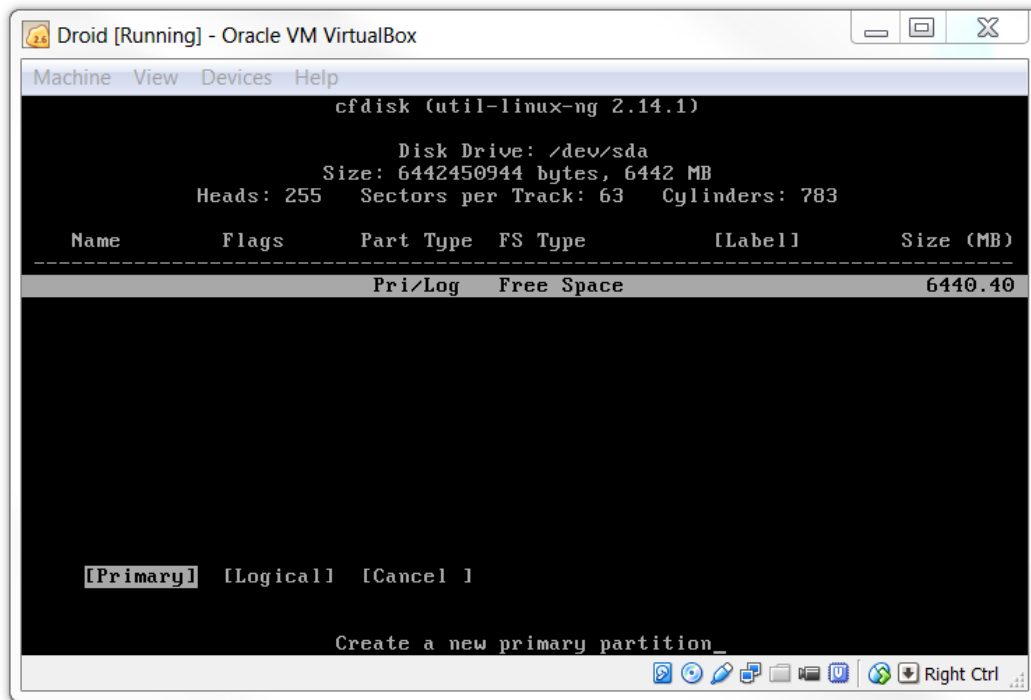 2.6 Droid [Running] - Oracle VM VirtualBox
Machine View Devices Help
cfdisk (util-linux-ng 2.14.1)
Disk Drive: /dev/sda
Size: 6442450944 bytes, 6442 MB
Heads: 255 Sectors per Track: 63 Cylinders: 783
Name Flags Part Type FS Type [Label] Size (MB)
Pri/Log Free Space 6440.40
[Primary] [Logical] [Cancel ]
Create a new primary partition_
Right Ctrl